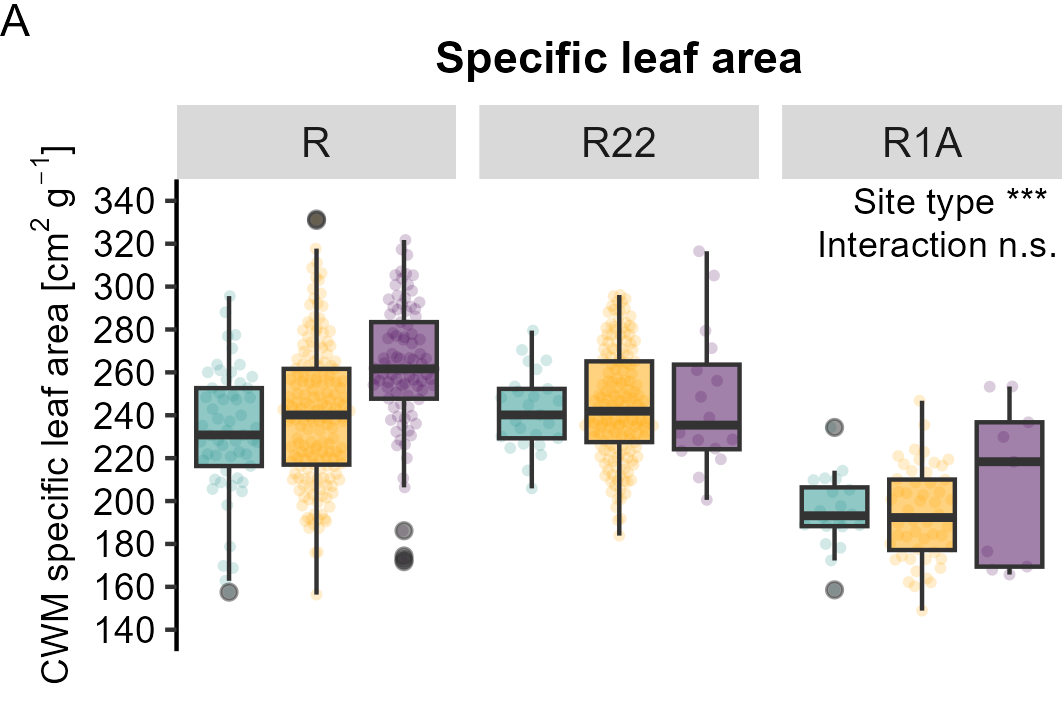 A
Specific leaf area
R
R22
R1A
CWM specific leaf area [cm² g⁻¹]
340
320
300
280
260
240
220
200
180
160
140
Site type ***
Interaction n.s.